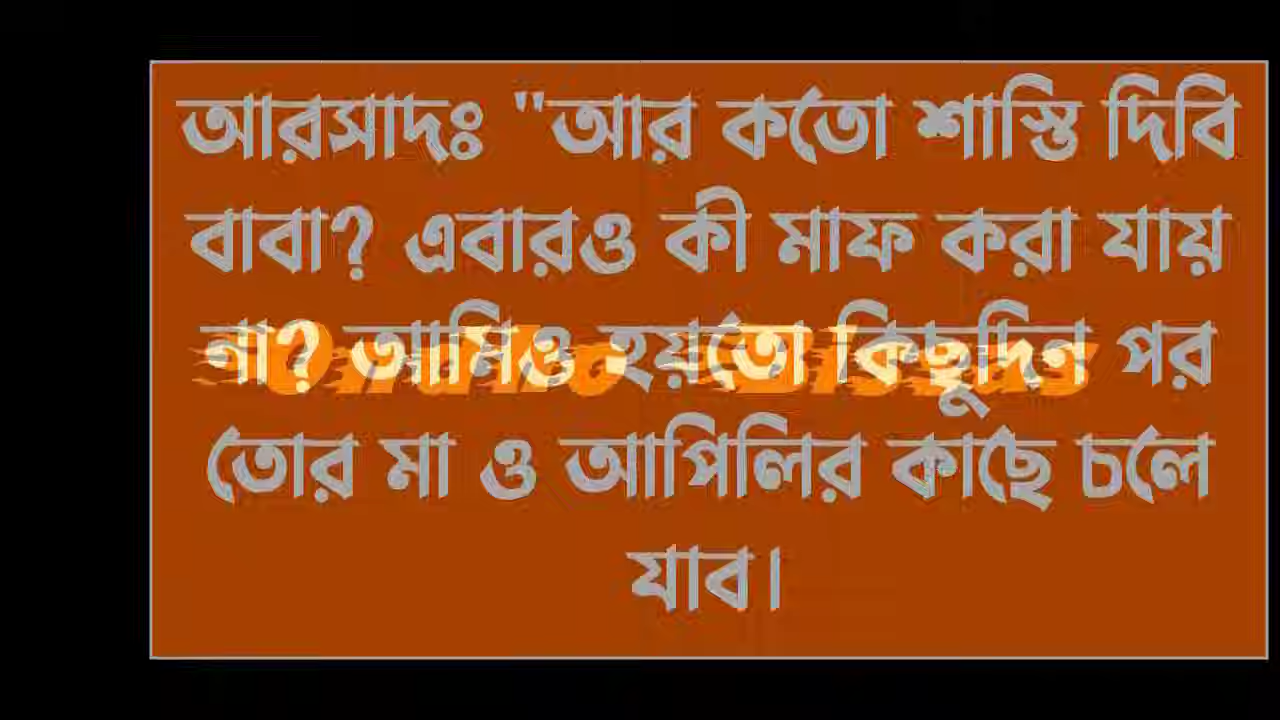 আরসাদঃ "আর কতো শাস্তি দিবি
বাবা? এবারও কী মাফ করা যায়
না? আমিও হয়তো কিছুদিন পর
তোর মা ও আপিলির কাছে চলে
যাব।